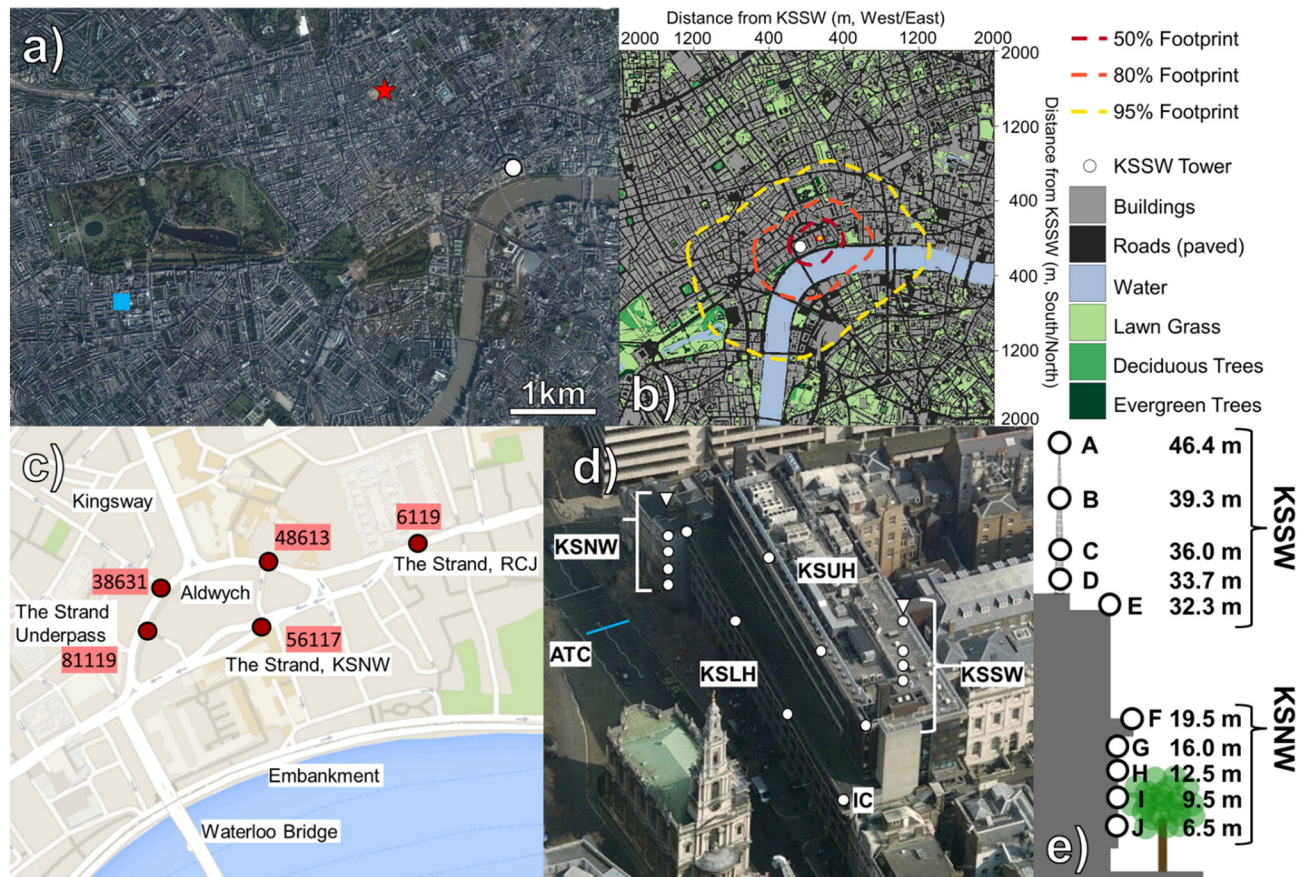 a)
1km
Distance from KSSW (m, West/East)
2000 1200 400 400 1200 2000
2000
1200
400
400
1200
2000
Distance from KSSW (m, South/North)
b)
50% Footprint
80% Footprint
95% Footprint
KSSW Tower
Buildings
Roads (paved)
Water
Lawn Grass
Deciduous Trees
Evergreen Trees
c)
Kingsway
48613
6119
The Strand, RCJ
38631
Aldwych
The Strand
Underpass
81119
56117
The Strand, KSNW
Embankment
Waterloo Bridge
d)
KSNW
KSUH
ATC
KSLH
KSSW
IC
A 46.4 m
B 39.3 m
C 36.0 m
D 33.7 m
E 32.3 m
KSSW
F 19.5 m
G 16.0 m
H 12.5 m
I 9.5 m
J 6.5 m
KSNW
e)